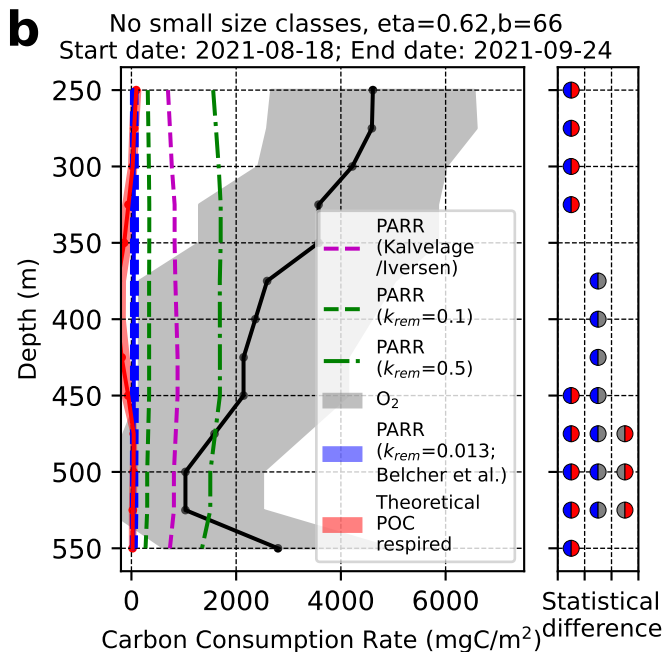 b
No small size classes, eta=0.62,b=66
Start date: 2021-08-18; End date: 2021-09-24
250
300
350
400
450
500
550
Depth (m)
PARR
(Kalvelage
/Iversen)
PARR
(k_rem=0.1)
PARR
(k_rem=0.5)
O₂
PARR
(k_rem=0.013;
Belcher et al.)
Theoretical
POC
respired
0 2000 4000 6000
Carbon Consumption Rate (mgC/m²)
Statistical
difference